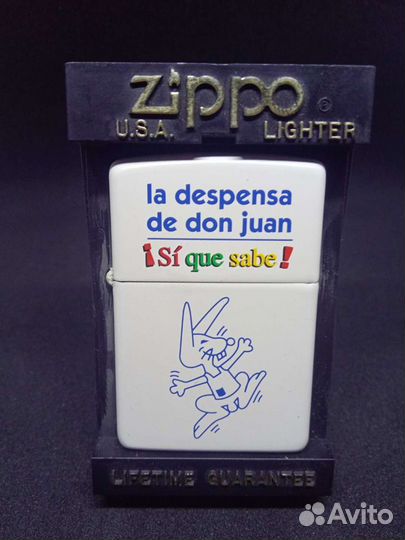 zippo®
U.S.A. LIGHTER
la despensa
de don juan
¡Sí que sabe!
LIFETIME GUARANTEE
Avito